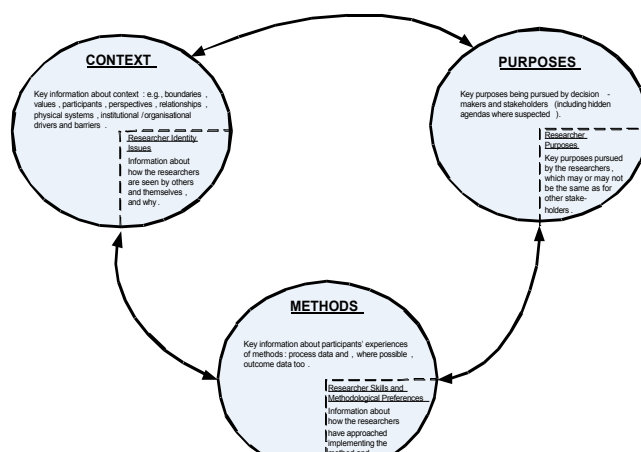 CONTEXT
Key information about context : e.g., boundaries ,
values , participants , perspectives , relationships ,
physical systems , institutional /organisational
drivers and barriers .
Researcher Identity
Issues
Information about
how the researchers
are seen by others
and themselves ,
and why .
PURPOSES
Key purposes being pursued by decision -
makers and stakeholders (including hidden
agendas where suspected ).
Researcher
Purposes
Key purposes pursued
by the researchers ,
which may or may not
be the same as for
other stake-
holders .
METHODS
Key information about participants' experiences
of methods : process data and , where possible ,
outcome data too .
Researcher Skills and
Methodological Preferences
Information about
how the researchers
have approached
implementing the
method and